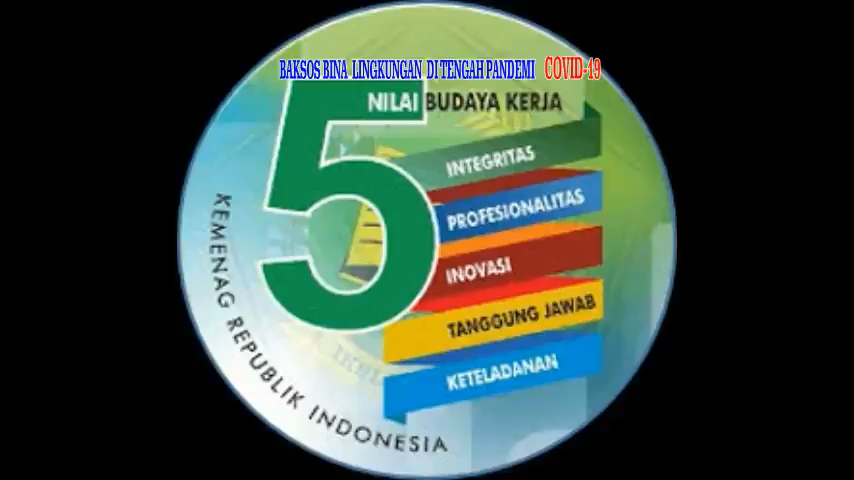 BAKSOS BINA LINGKUNGAN DI TENGAH PANDEMI COVID-19
5 NILAI BUDAYA KERJA
INTEGRITAS
PROFESIONALITAS
INOVASI
TANGGUNG JAWAB
KETELADANAN
KEMENAG REPUBLIK INDONESIA